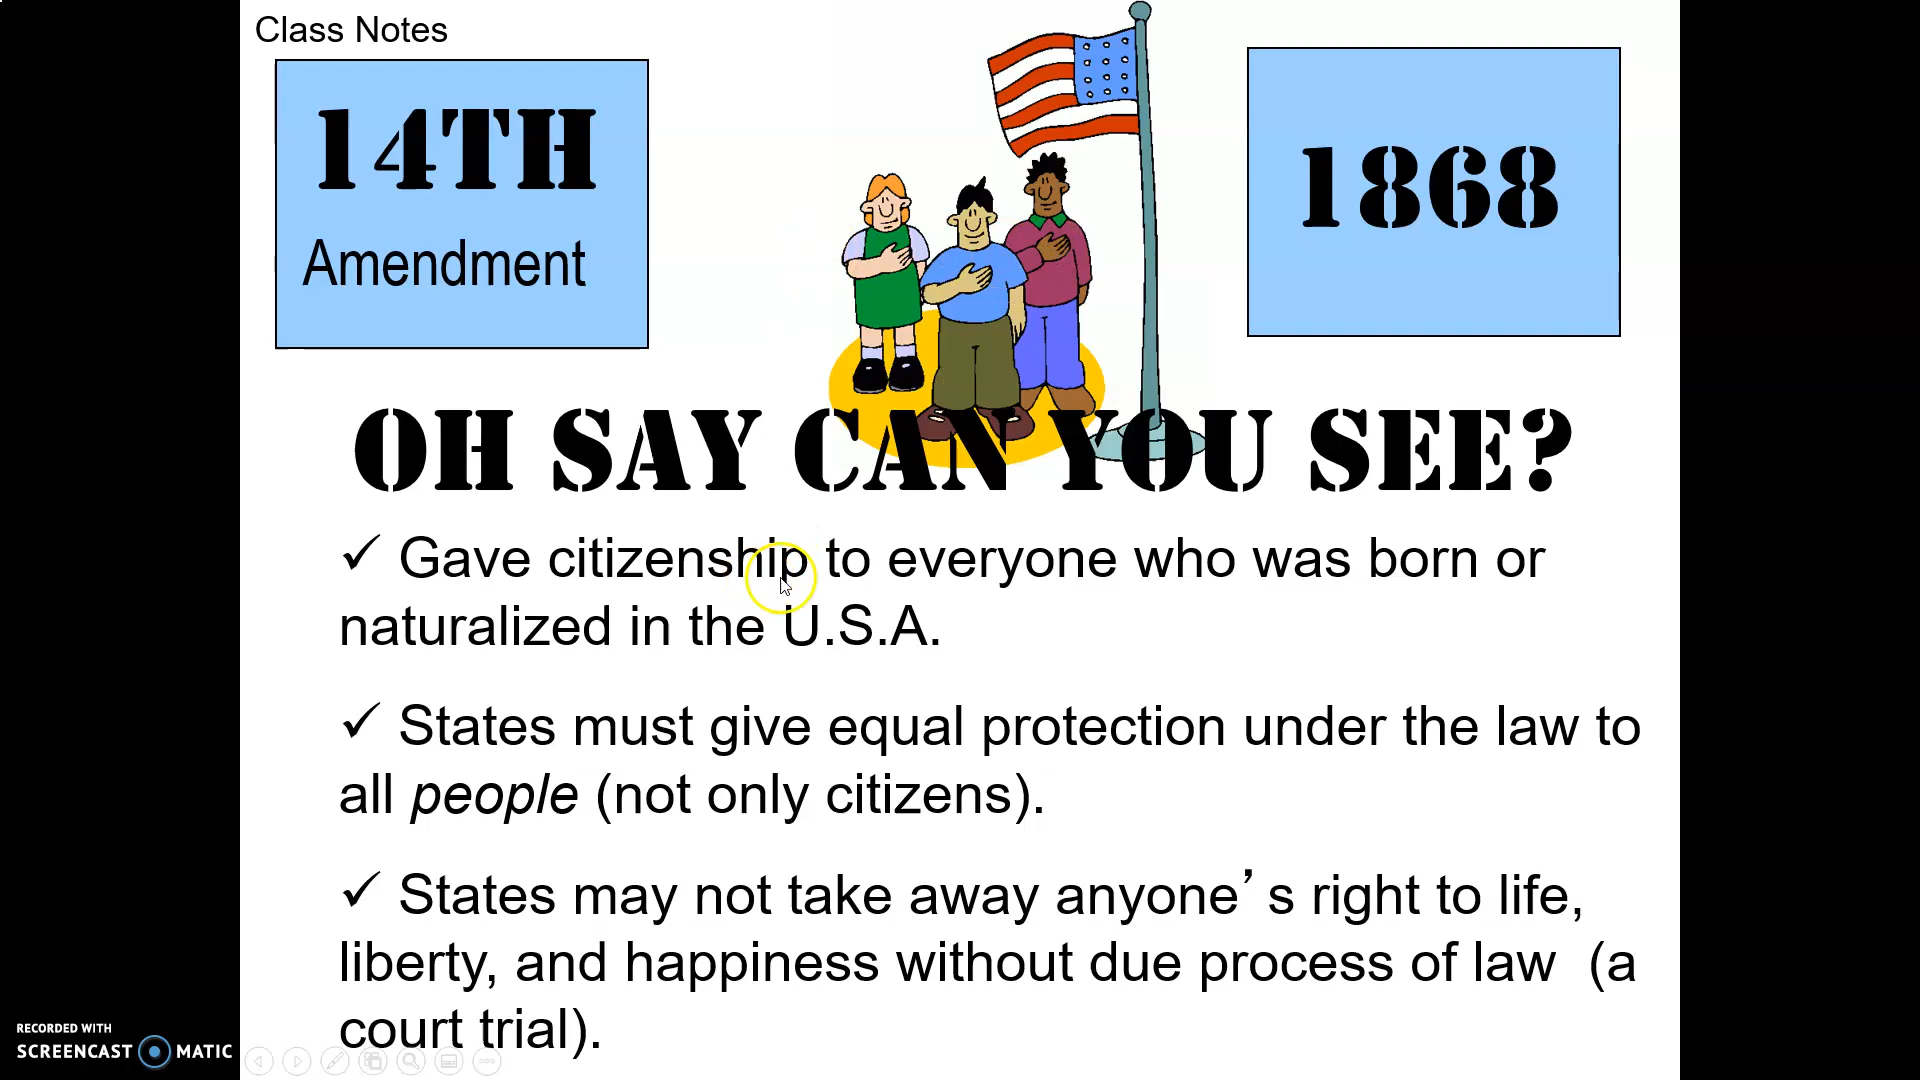 Class Notes
14TH
Amendment
1868
OH SAY CAN YOU SEE?
✓ Gave citizenship to everyone who was born or
naturalized in the U.S.A.
✓ States must give equal protection under the law to
all people (not only citizens).
✓ States may not take away anyone’s right to life,
liberty, and happiness without due process of law (a
court trial).
RECORDED WITH
SCREENCAST MATIC